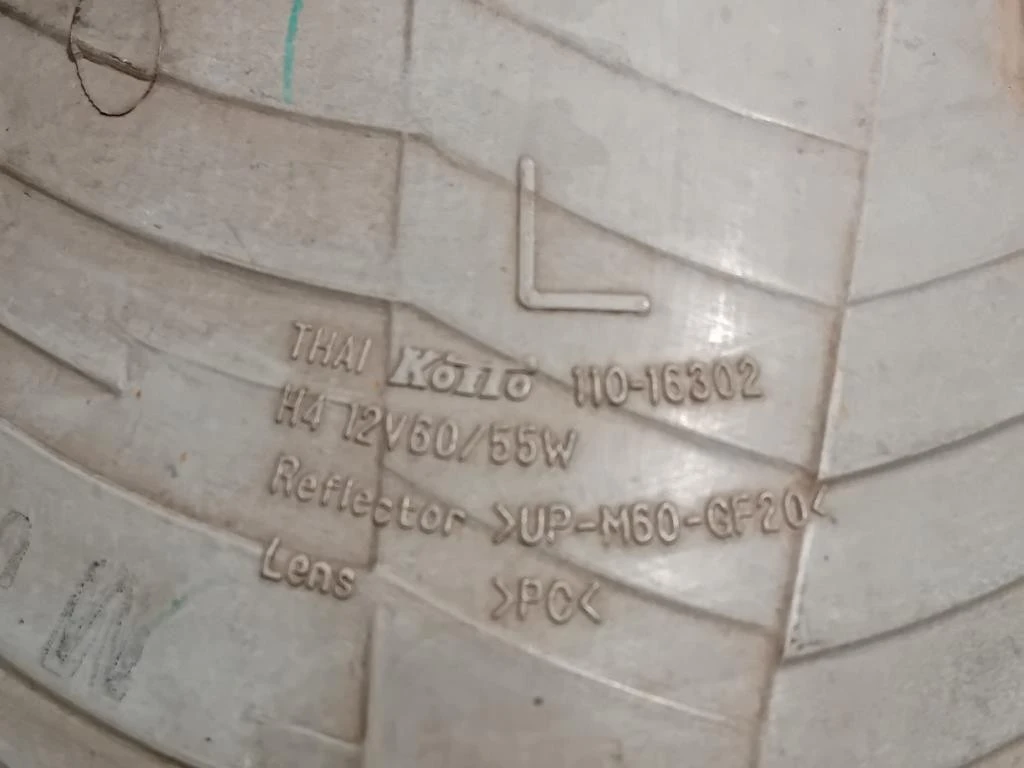 L
THAI Koito 110-16302
H4 12V60/55W
Reflector >UP-M60-GF20<
Lens >PC<